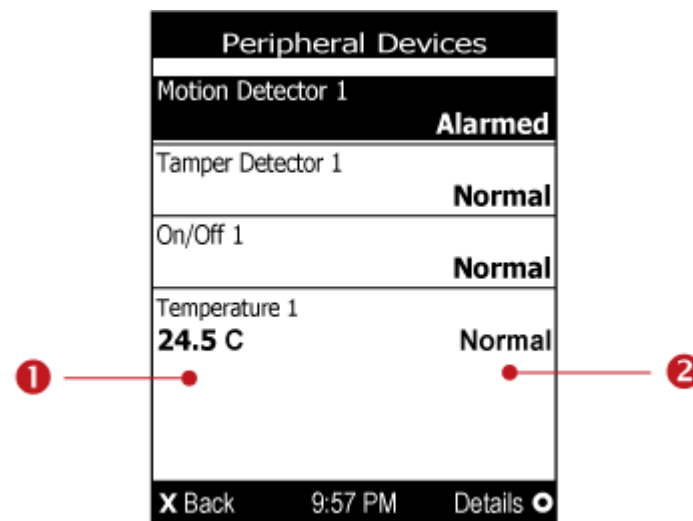 Peripheral Devices
Motion Detector 1
Alarmed
Tamper Detector 1
Normal
On/Off 1
Normal
Temperature 1
24.5 C Normal
1 2
X Back 9:57 PM Details O